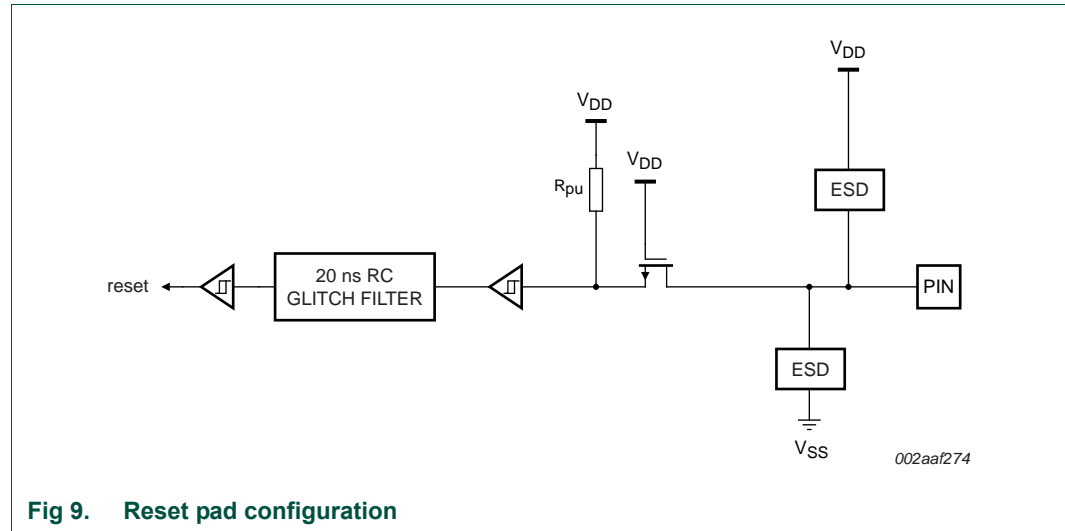 VDD
VDD
VDD
Rpu
ESD
reset
20 ns RC
GLITCH FILTER
PIN
ESD
VSS
002aaf274
Fig 9. Reset pad configuration